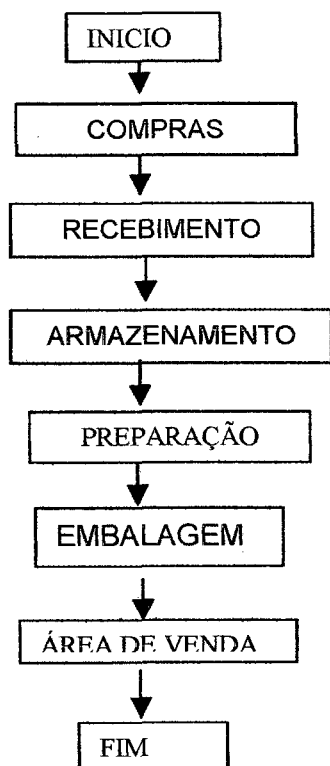 INICIO
COMPRAS
RECEBIMENTO
ARMAZENAMENTO
PREPARAÇÃO
EMBALAGEM
ÁREA DE VENDA
FIM